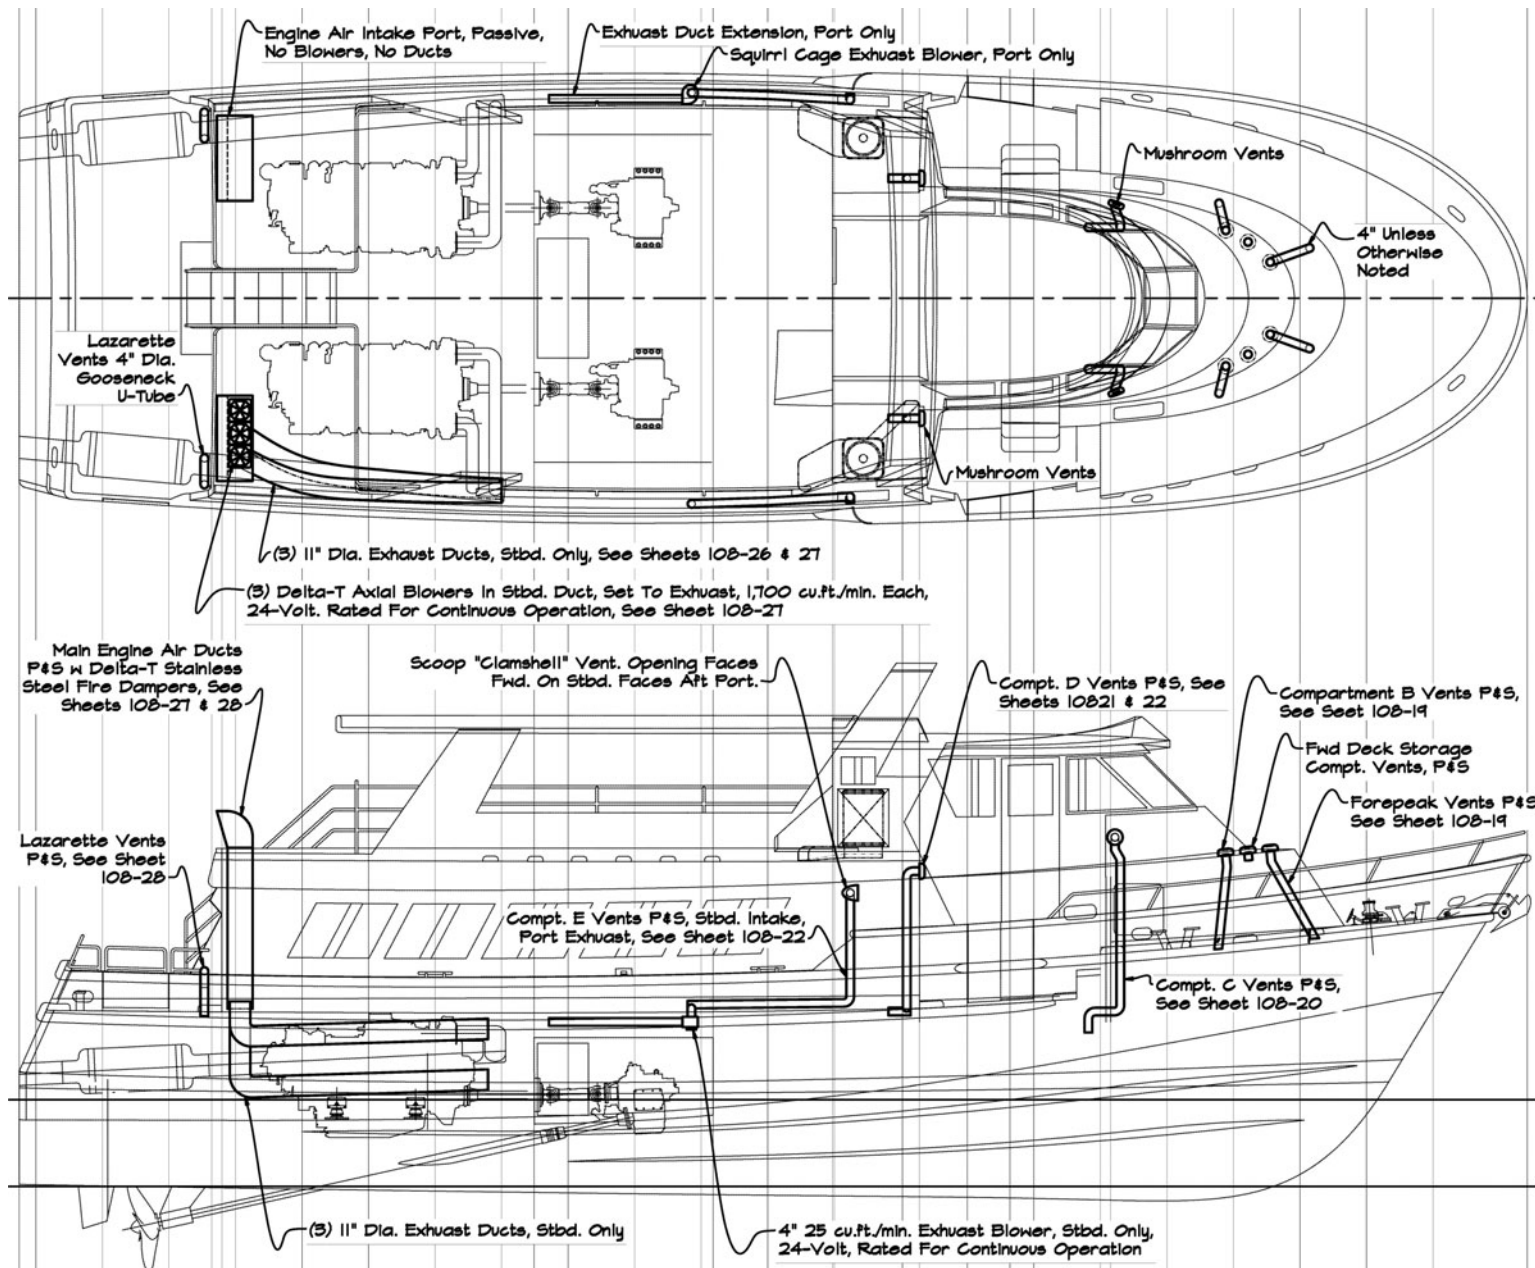 Engine Air Intake Port, Passive,
No Blowers, No Ducts
Exhuast Duct Extension, Port Only
Squirrl Cage Exhuast Blower, Port Only
Mushroom Vents
4" Unless
Otherwise
Noted
Lazarette
Vents 4" Dia.
Gooseneck
U-Tube
Mushroom Vents
(3) 11" Dia. Exhaust Ducts, Stbd. Only, See Sheets 108-26 & 27
(3) Delta-T Axial Blowers In Stbd. Duct, Set To Exhuast, 1,700 cu.ft./min. Each,
24-Volt. Rated For Continuous Operation, See Sheet 108-27
Main Engine Air Ducts
P&S w Delta-T Stainless
Steel Fire Dampers, See
Sheets 108-27 & 28
Scoop "Clamshell" Vent. Opening Faces
Fwd. On Stbd. Faces Aft Port.
Compt. D Vents P&S, See
Sheets 10821 & 22
Compartment B Vents P&S,
See Seet 108-19
Fwd Deck Storage
Compt. Vents, P&S
Forepeak Vents P&S
See Sheet 108-19
Lazarette Vents
P&S, See Sheet
108-28
Compt. E Vents P&S, Stbd. Intake,
Port Exhaust, See Sheet 108-22
Compt. C Vents P&S,
See Sheet 108-20
(3) 11" Dia. Exhuast Ducts, Stbd. Only
4" 25 cu.ft./min. Exhuast Blower, Stbd. Only,
24-Volt, Rated For Continuous Operation